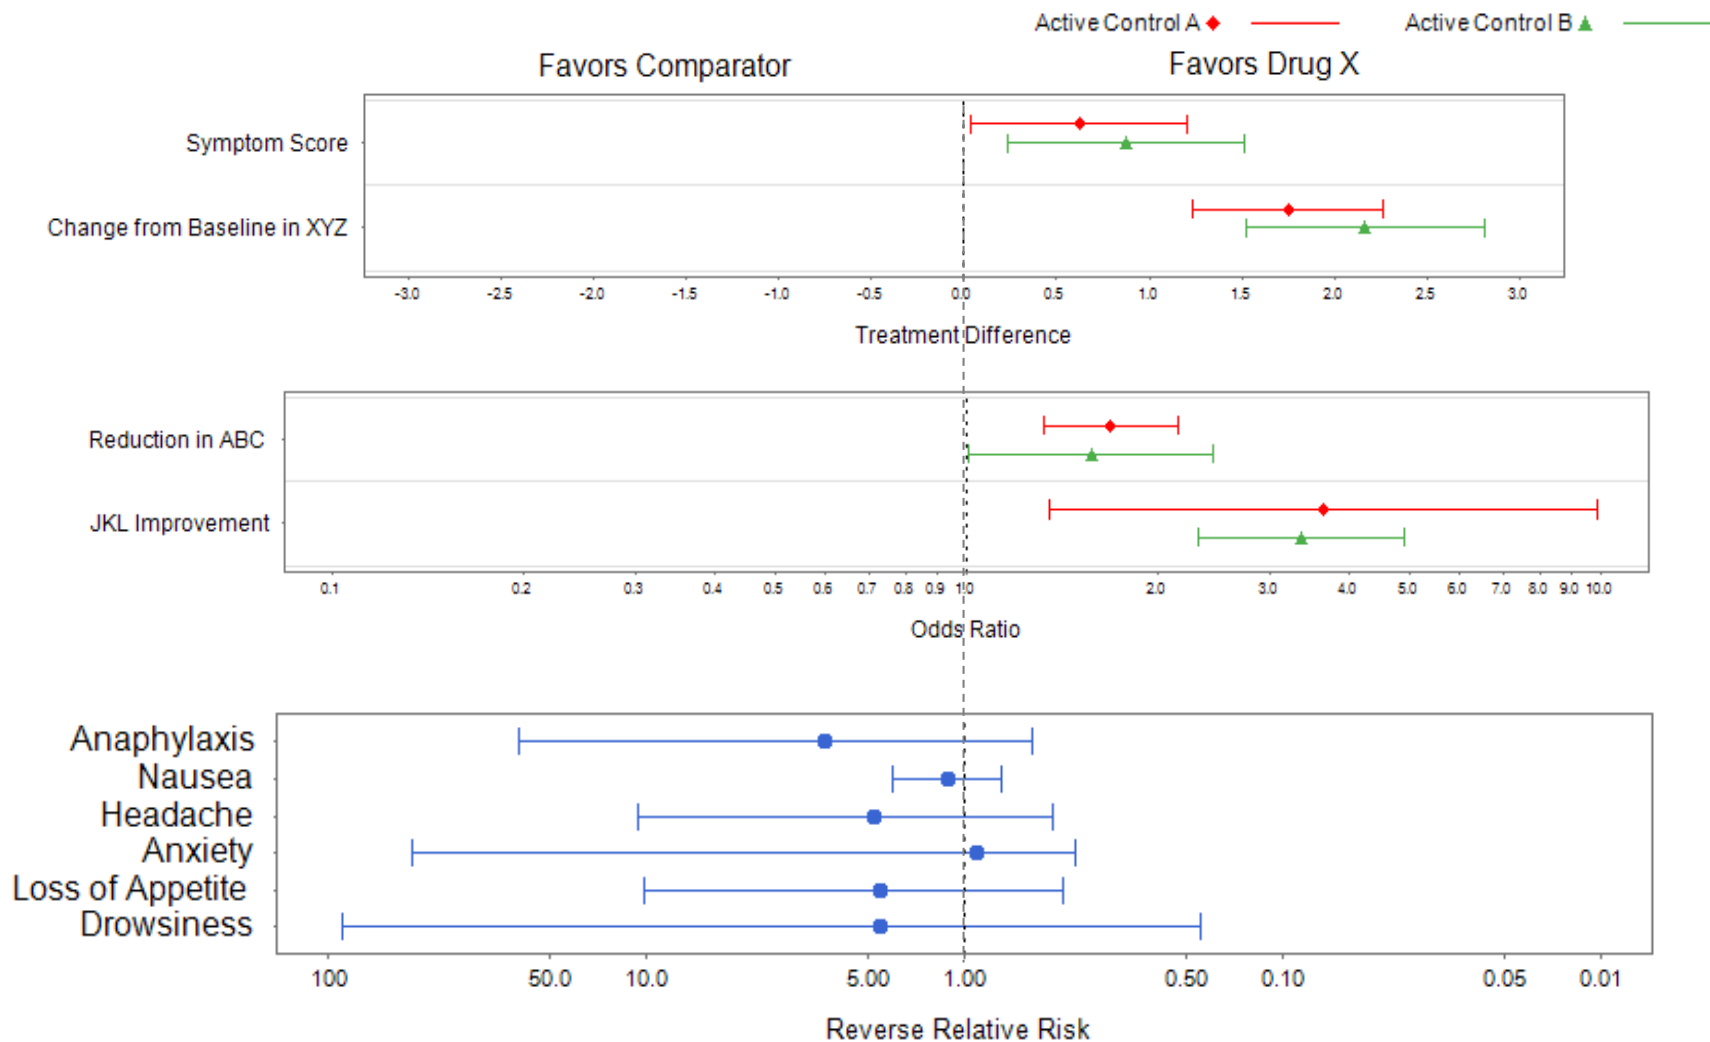 Active Control A Active Control B
Favors Comparator Favors Drug X
Symptom Score
Change from Baseline in XYZ
-3.0 -2.5 -2.0 -1.5 -1.0 -0.5 0.0 0.5 1.0 1.5 2.0 2.5 3.0
Treatment Difference
Reduction in ABC
JKL Improvement
0.1 0.2 0.3 0.4 0.5 0.6 0.7 0.8 0.9 1.0 2.0 3.0 4.0 5.0 6.0 7.0 8.0 9.0 10.0
Odds Ratio
Anaphylaxis
Nausea
Headache
Anxiety
Loss of Appetite
Drowsiness
100 50.0 10.0 5.00 1.00 0.50 0.10 0.05 0.01
Reverse Relative Risk